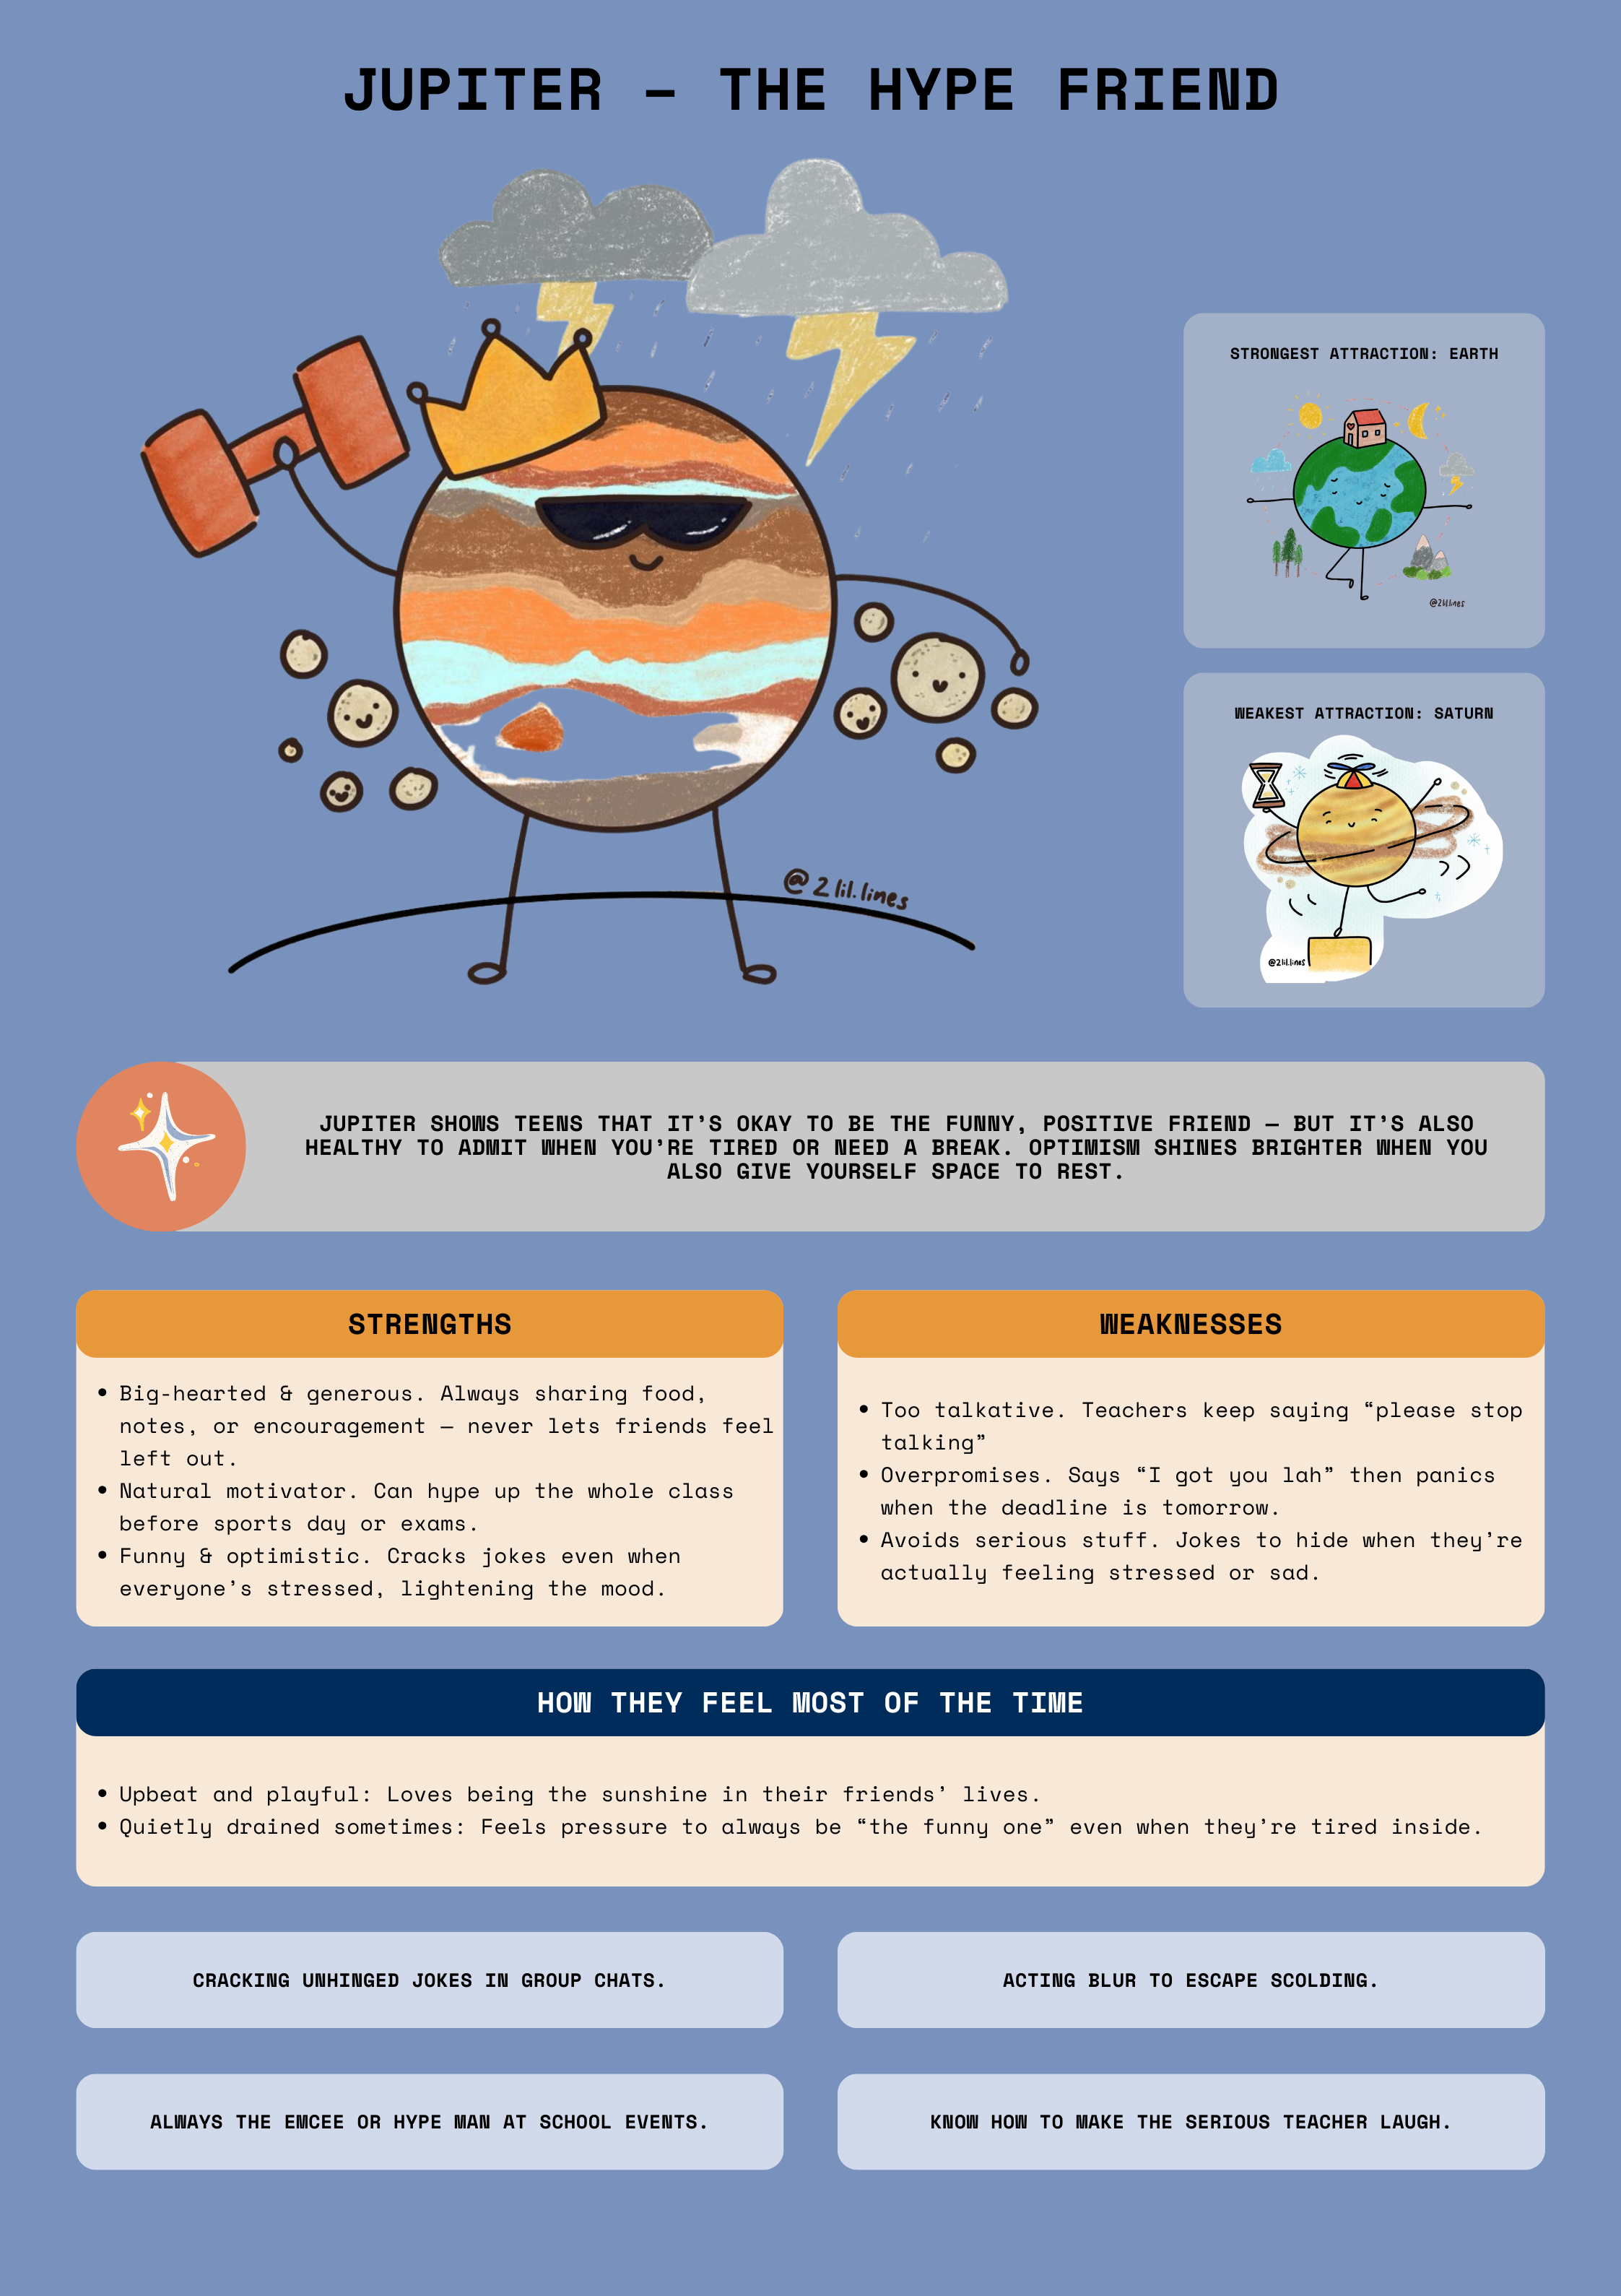 JUPITER – THE HYPE FRIEND
STRONGEST ATTRACTION: EARTH
@2lil.lines
WEAKEST ATTRACTION: SATURN
@2lil.lines
@2lil.lines
JUPITER SHOWS TEENS THAT IT’S OKAY TO BE THE FUNNY, POSITIVE FRIEND — BUT IT’S ALSO
HEALTHY TO ADMIT WHEN YOU’RE TIRED OR NEED A BREAK. OPTIMISM SHINES BRIGHTER WHEN YOU
ALSO GIVE YOURSELF SPACE TO REST.
STRENGTHS
• Big-hearted & generous. Always sharing food,
notes, or encouragement — never lets friends feel
left out.
• Natural motivator. Can hype up the whole class
before sports day or exams.
• Funny & optimistic. Cracks jokes even when
everyone’s stressed, lightening the mood.
WEAKNESSES
• Too talkative. Teachers keep saying “please stop
talking”
• Overpromises. Says “I got you lah” then panics
when the deadline is tomorrow.
• Avoids serious stuff. Jokes to hide when they’re
actually feeling stressed or sad.
HOW THEY FEEL MOST OF THE TIME
• Upbeat and playful: Loves being the sunshine in their friends’ lives.
• Quietly drained sometimes: Feels pressure to always be “the funny one” even when they’re tired inside.
CRACKING UNHINGED JOKES IN GROUP CHATS.
ACTING BLUR TO ESCAPE SCOLDING.
ALWAYS THE EMCEE OR HYPE MAN AT SCHOOL EVENTS.
KNOW HOW TO MAKE THE SERIOUS TEACHER LAUGH.